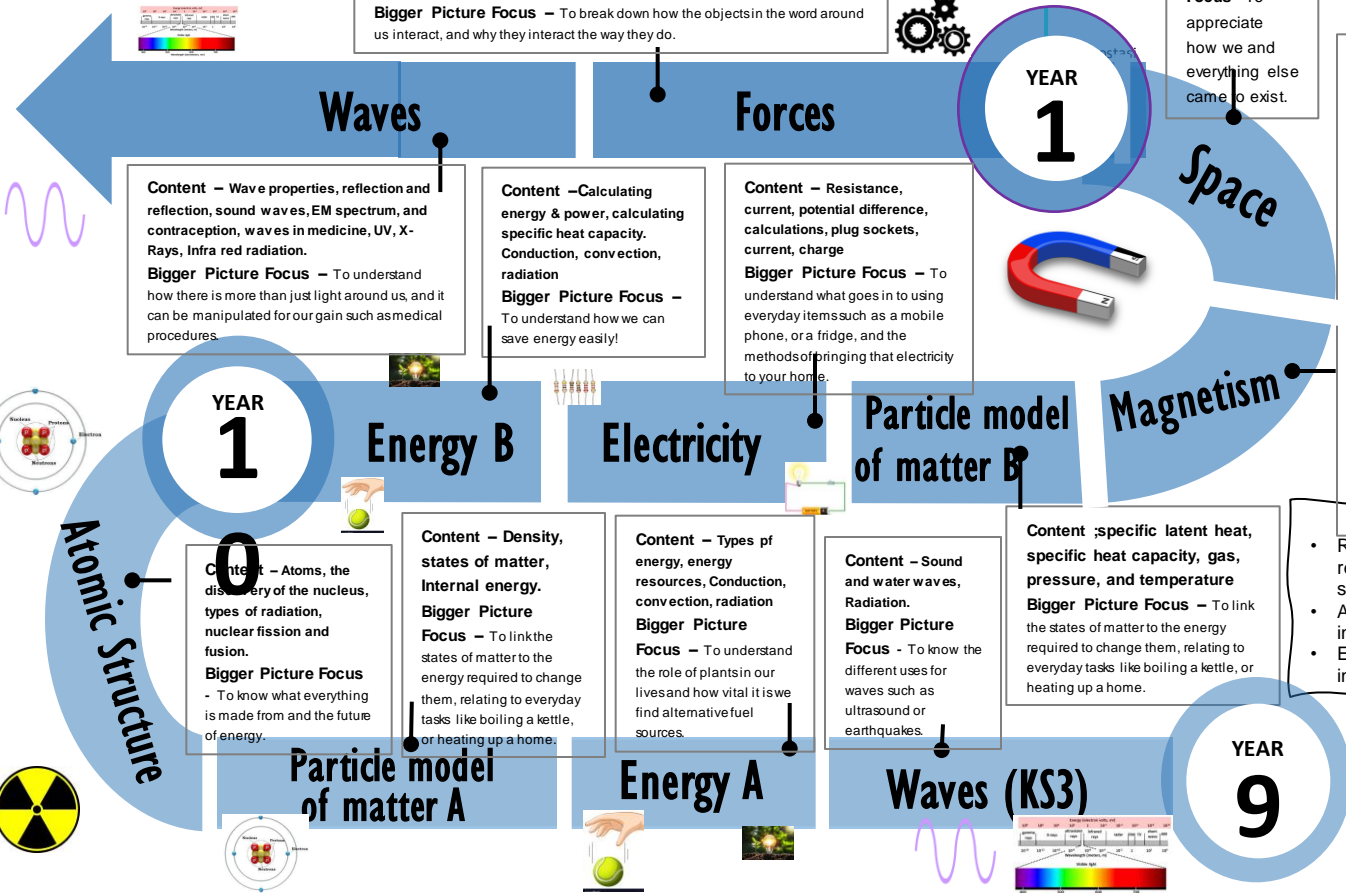 Bigger Picture Focus – To break down how the objects in the word around
us interact, and why they interact the way they do.
appreciate
how we and
everything else
came to exist.
Waves
Forces
YEAR
1
Space
Content – Wave properties, reflection and
reflection, sound waves, EM spectrum, and
contraception, waves in medicine, UV, X-
Rays, Infra red radiation.
Bigger Picture Focus – To understand
how there is more than just light around us, and it
can be manipulated for our gain such as medical
procedures.
Content –Calculating
energy & power, calculating
specific heat capacity.
Conduction, convection,
radiation
Bigger Picture Focus –
To understand how we can
save energy easily!
Content – Resistance,
current, potential difference,
calculations, plug sockets,
current, charge
Bigger Picture Focus – To
understand what goes in to using
everyday items such as a mobile
phone, or a fridge, and the
methods of bringing that electricity
to your home.
N
Magnetism
YEAR
1
0
Energy B
Electricity
Particle model
of matter B
Nucleus
Protons
Electron
Neutrons
Atomic Structure
Content – Atoms, the
discovery of the nucleus,
types of radiation,
nuclear fission and
fusion.
Bigger Picture Focus
- To know what everything
is made from and the future
of energy.
Content – Density,
states of matter,
Internal energy.
Bigger Picture
Focus – To link the
states of matter to the
energy required to change
them, relating to everyday
tasks like boiling a kettle,
or heating up a home.
Content – Types pf
energy, energy
resources, Conduction,
convection, radiation
Bigger Picture
Focus – To understand
the role of plants in our
lives and how vital it is we
find alternative fuel
sources.
Content – Sound
and water waves,
Radiation.
Bigger Picture
Focus - To know the
different uses for
waves such as
ultrasound or
earthquakes.
Content ;specific latent heat,
specific heat capacity, gas,
pressure, and temperature
Bigger Picture Focus – To link
the states of matter to the energy
required to change them, relating to
everyday tasks like boiling a kettle, or
heating up a home.
Particle model
of matter A
Energy A
Waves (KS3)
YEAR
9